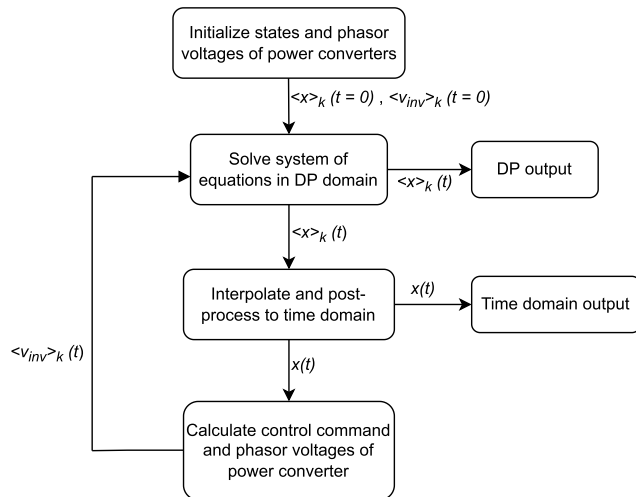 Initialize states and phasor
voltages of power converters
<x>k (t = 0) , <vinv>k (t = 0)
Solve system of
equations in DP domain
<x>k (t)
DP output
<x>k (t)
Interpolate and post-
process to time domain
x(t)
Time domain output
<vinv>k (t)
x(t)
Calculate control command
and phasor voltages of
power converter